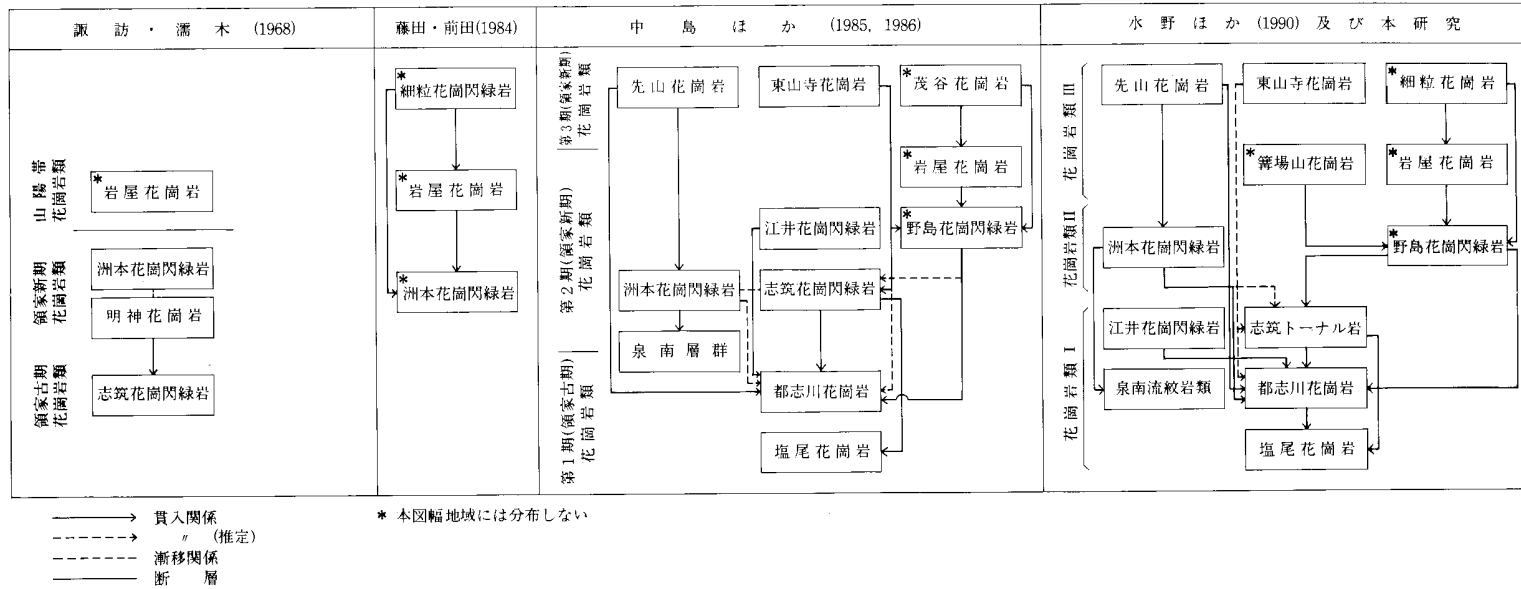 諏訪・濡木 (1968)
藤田・前田(1984)
中島ほか (1985, 1986)
水野ほか (1990) 及び本研究
山陽帯
花崗岩類
*岩屋花崗岩
領家新期
花崗岩類
洲本花崗閃緑岩
明神花崗岩
領家古期
花崗岩類
志筑花崗閃緑岩
*細粒花崗閃緑岩
*岩屋花崗岩
*洲本花崗閃緑岩
第3期(領家新期)
花崗岩類
先山花崗岩
東山寺花崗岩
*茂谷花崗岩
*岩屋花崗岩
第2期(領家新期)
花崗岩類
江井花崗閃緑岩
*野島花崗閃緑岩
洲本花崗閃緑岩
志筑花崗閃緑岩
泉南層群
第1期(領家古期)
花崗岩類
都志川花崗岩
塩尾花崗岩
花崗岩類III
先山花崗岩
*東山寺花崗岩
*細粒花崗岩
*篝場山花崗岩
*岩屋花崗岩
花崗岩類II
洲本花崗閃緑岩
*野島花崗閃緑岩
花崗岩類I
江井花崗閃緑岩
志筑トーナル岩
泉南流紋岩類
都志川花崗岩
塩尾花崗岩
貫入関係
〃 (推定)
漸移関係
断層
* 本図幅地域には分布しない